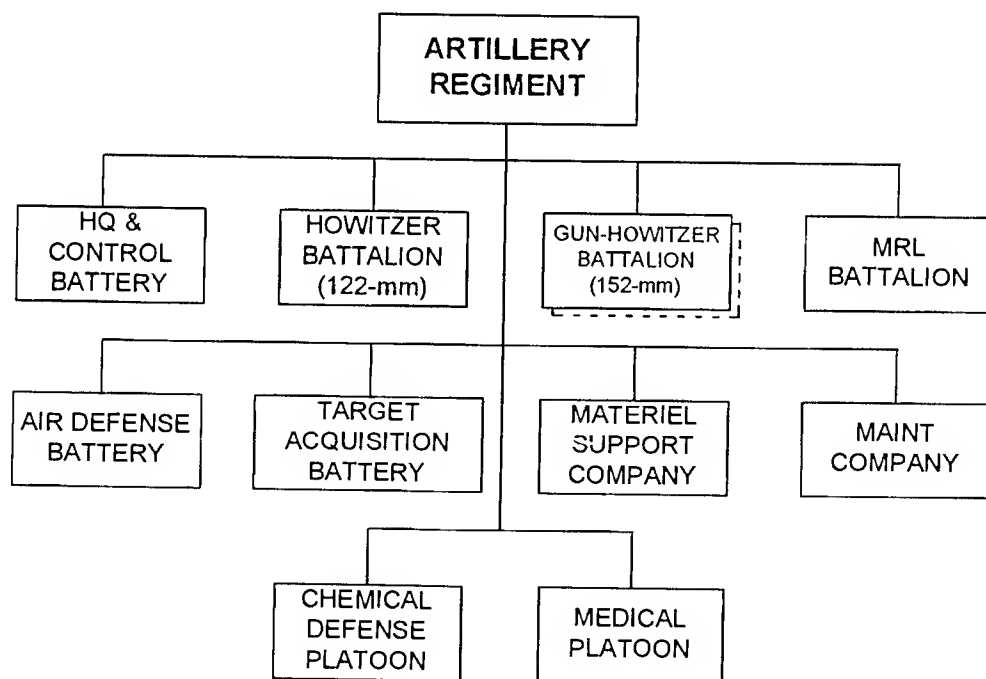 ARTILLERY
REGIMENT
HQ &
CONTROL
BATTERY
HOWITZER
BATTALION
(122-mm)
GUN-HOWITZER
BATTALION
(152-mm)
MRL
BATTALION
AIR DEFENSE
BATTERY
TARGET
ACQUISITION
BATTERY
MATERIEL
SUPPORT
COMPANY
MAINT
COMPANY
CHEMICAL
DEFENSE
PLATOON
MEDICAL
PLATOON